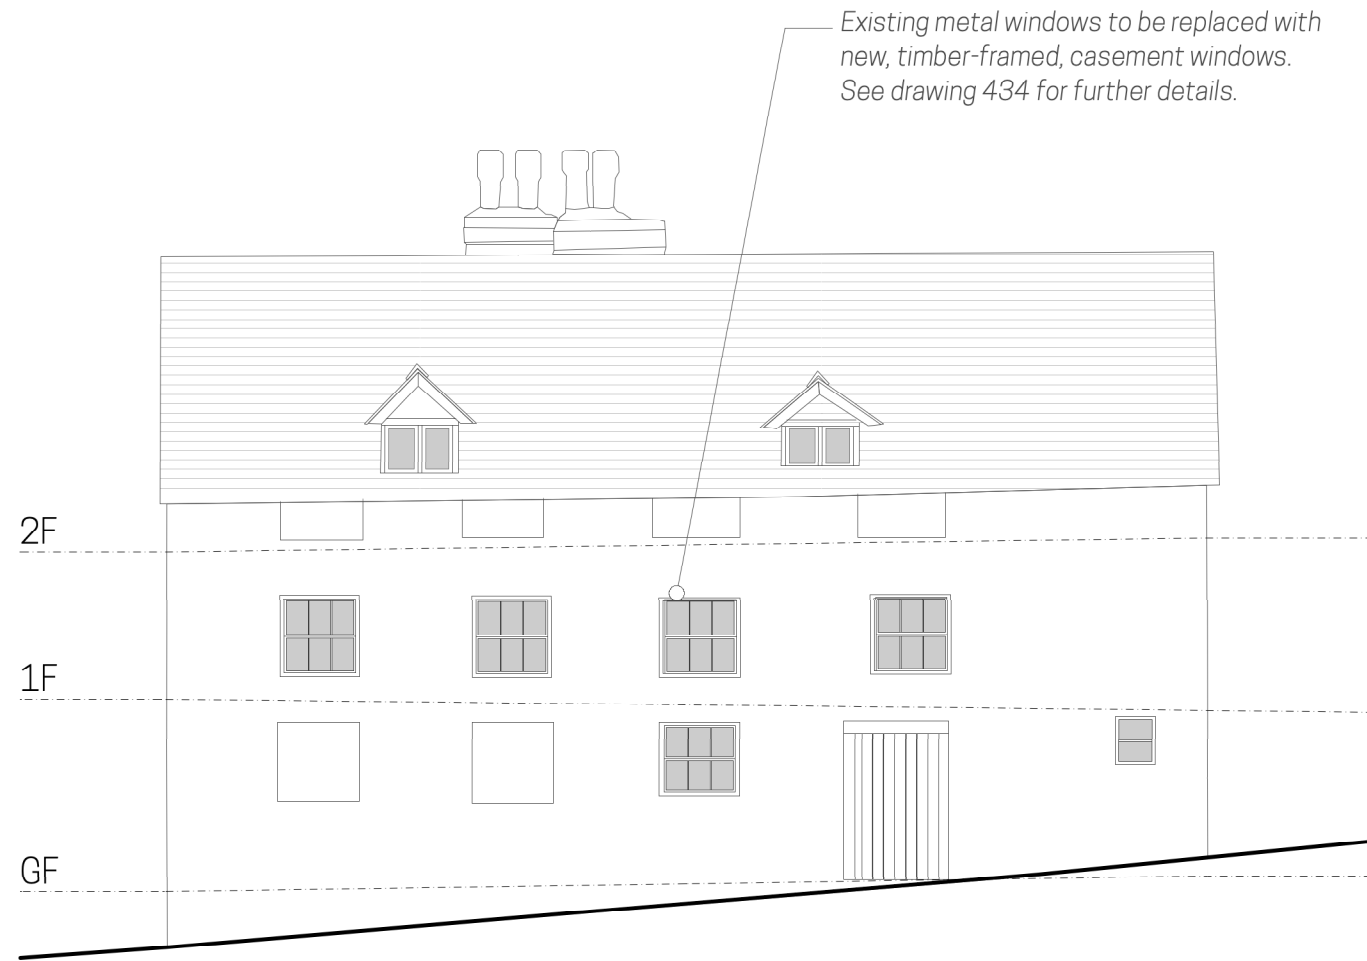 Existing metal windows to be replaced with
new, timber-framed, casement windows.
See drawing 434 for further details.
2F
1F
GF